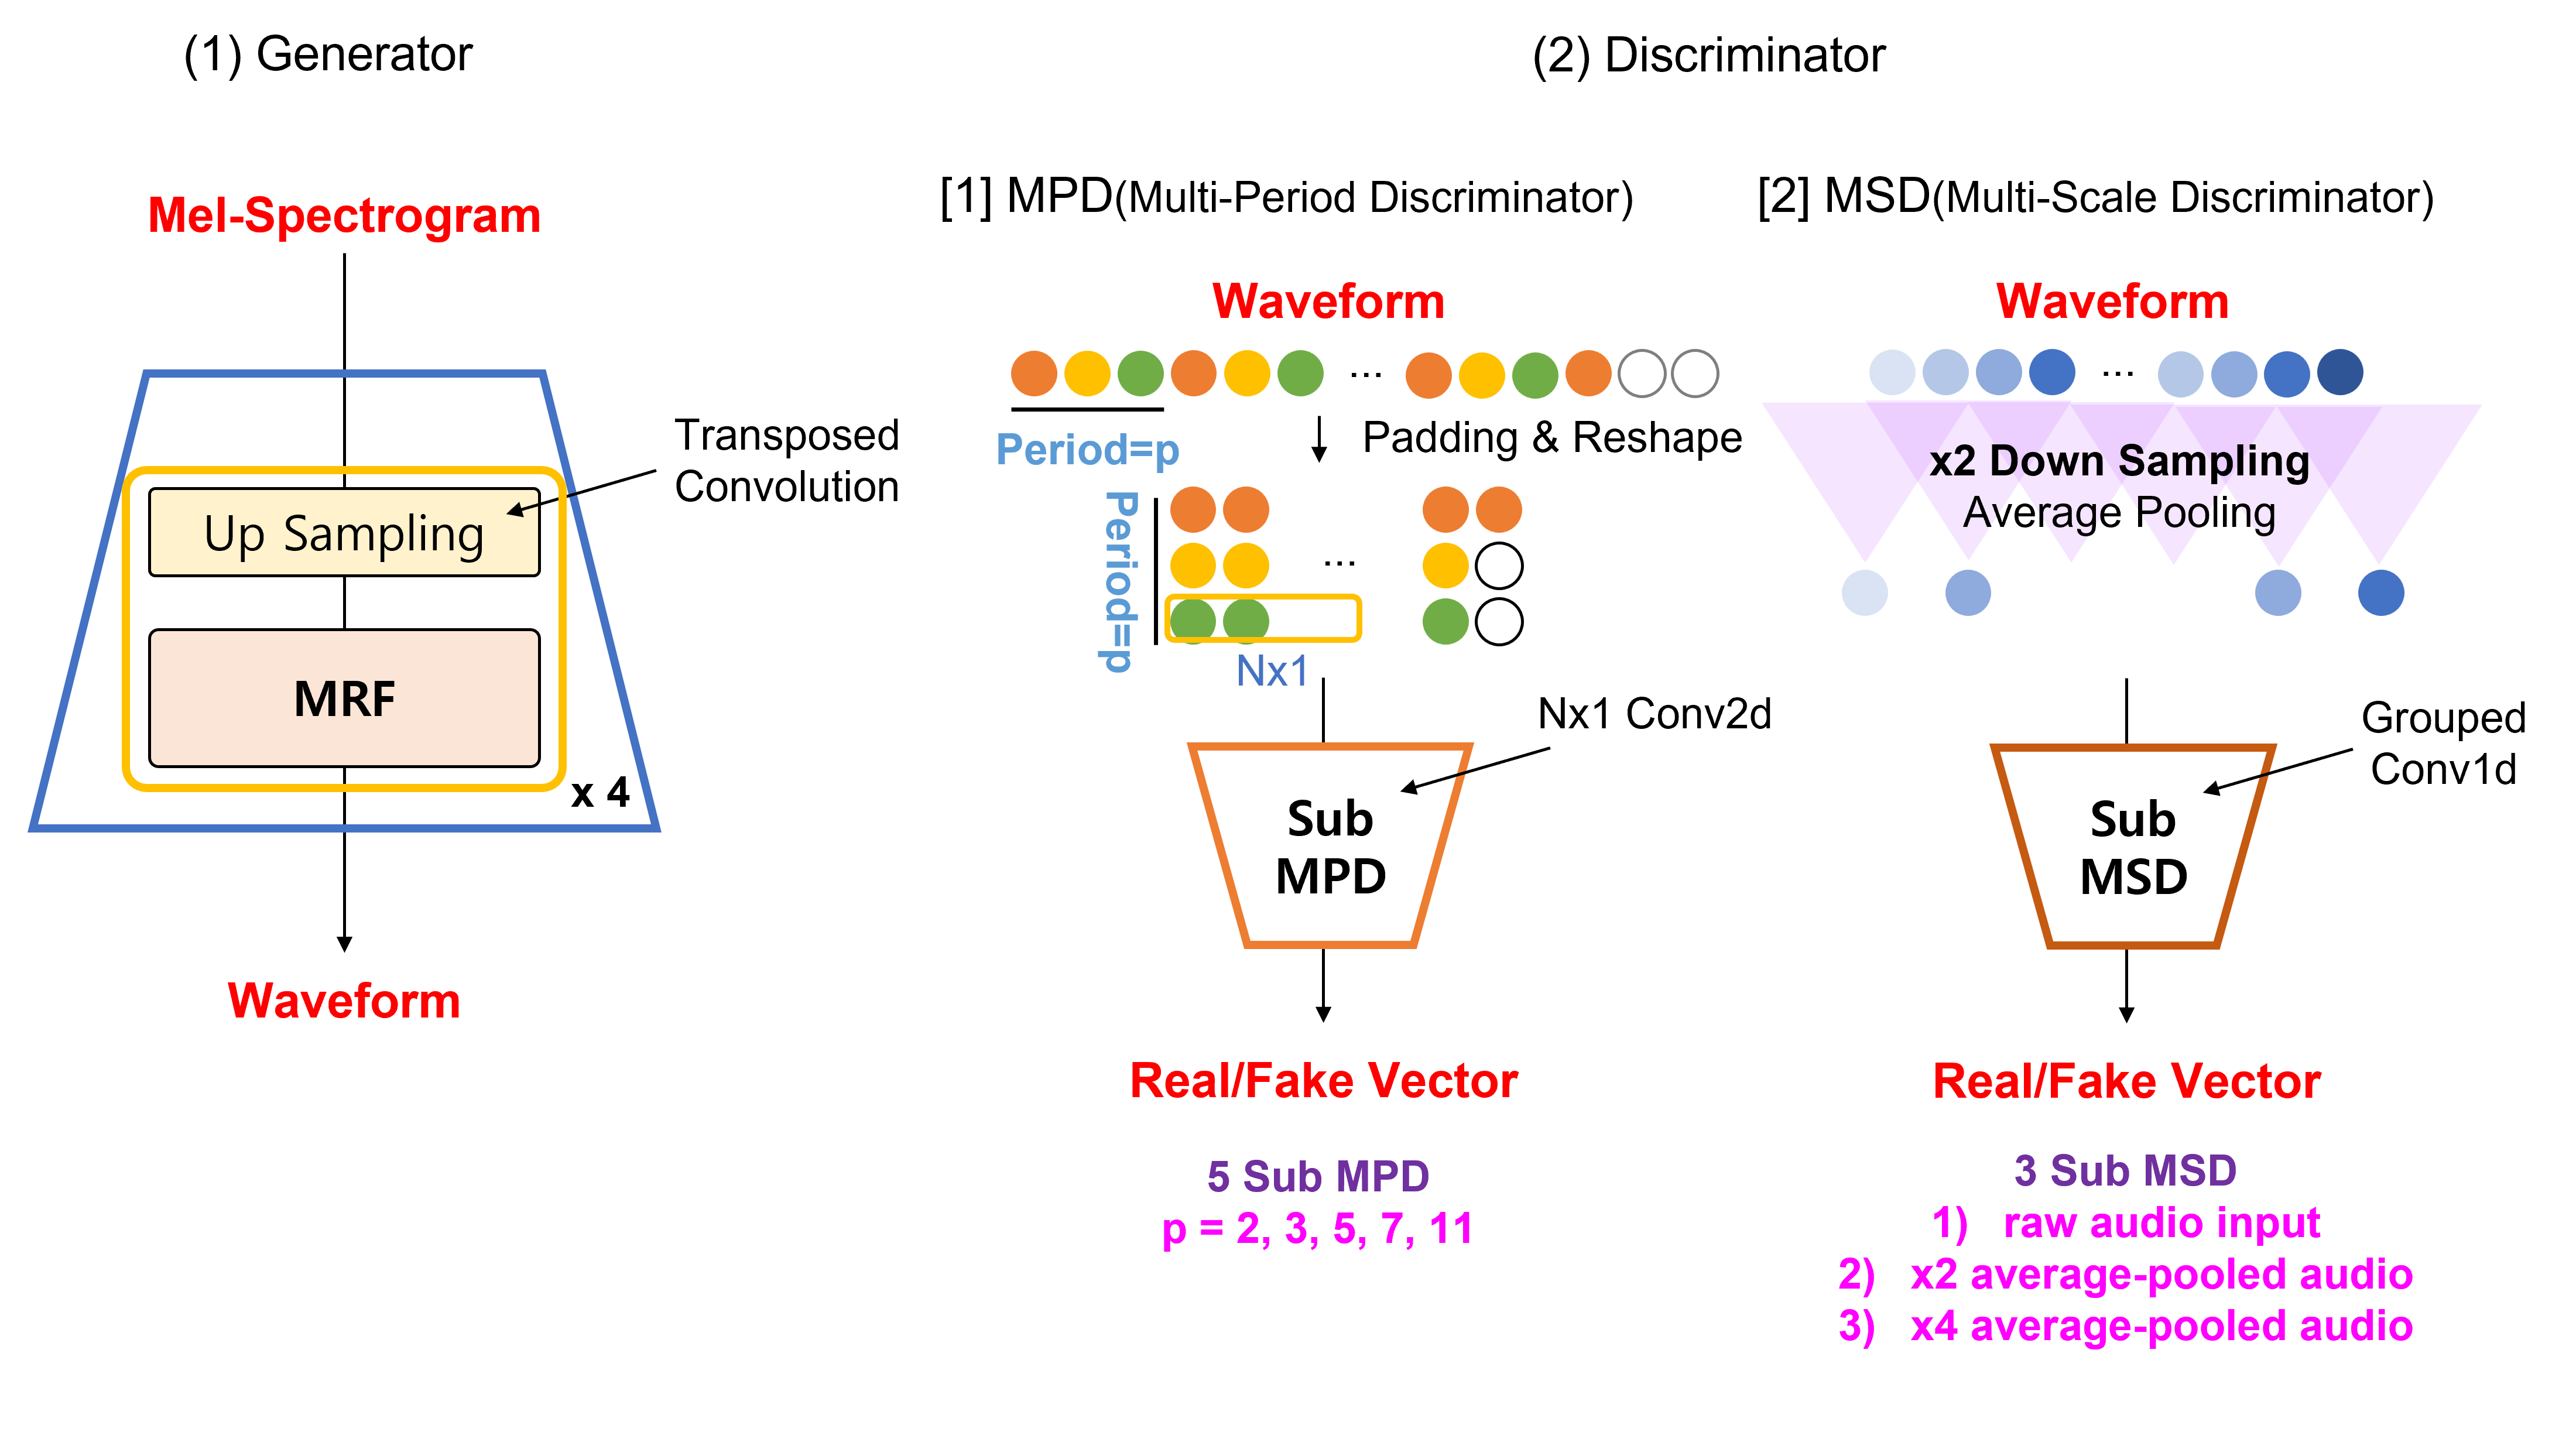 (1) Generator
Mel-Spectrogram
Transposed
Convolution
Up Sampling
MRF
x 4
Waveform
(2) Discriminator
[1] MPD(Multi-Period Discriminator)
Waveform
...
Period=p
Padding & Reshape
Period=p
...
Nx1
Nx1 Conv2d
Sub
MPD
Real/Fake Vector
5 Sub MPD
p = 2, 3, 5, 7, 11
[2] MSD(Multi-Scale Discriminator)
Waveform
...
x2 Down Sampling
Average Pooling
Grouped
Conv1d
Sub
MSD
Real/Fake Vector
3 Sub MSD
1) raw audio input
2) x2 average-pooled audio
3) x4 average-pooled audio